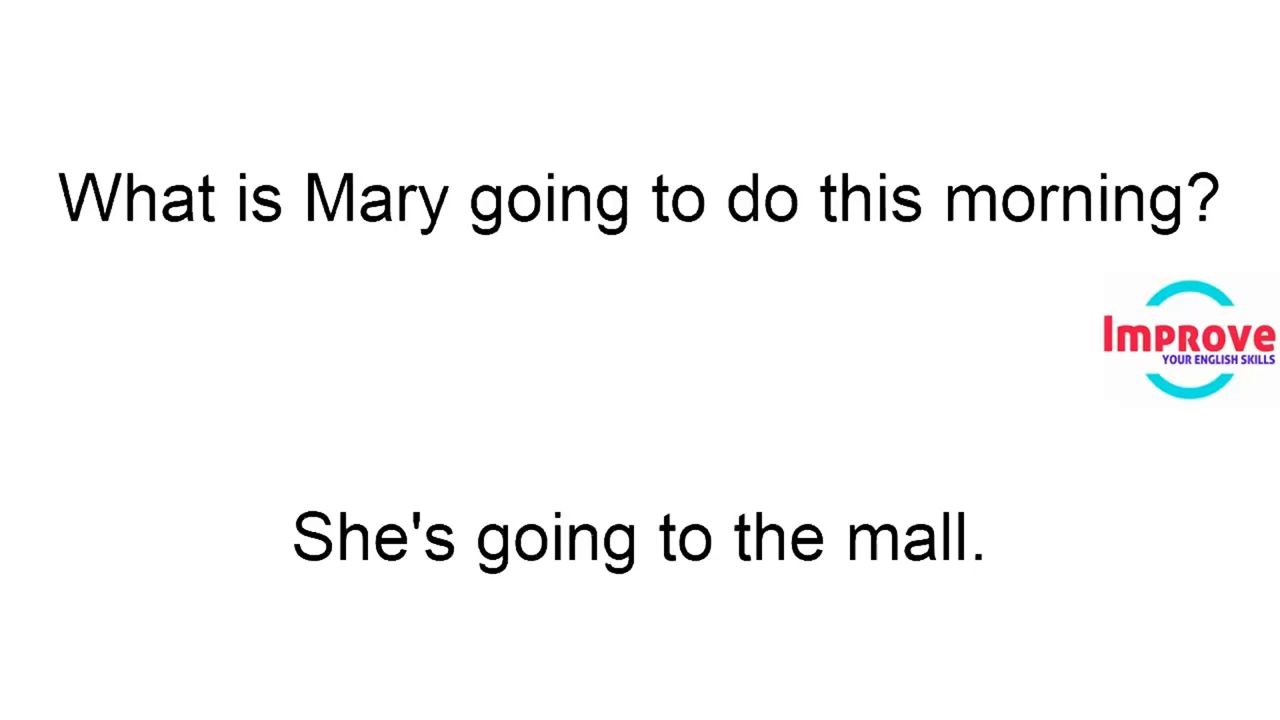 What is Mary going to do this morning?
Improve
YOUR ENGLISH SKILLS
She's going to the mall.